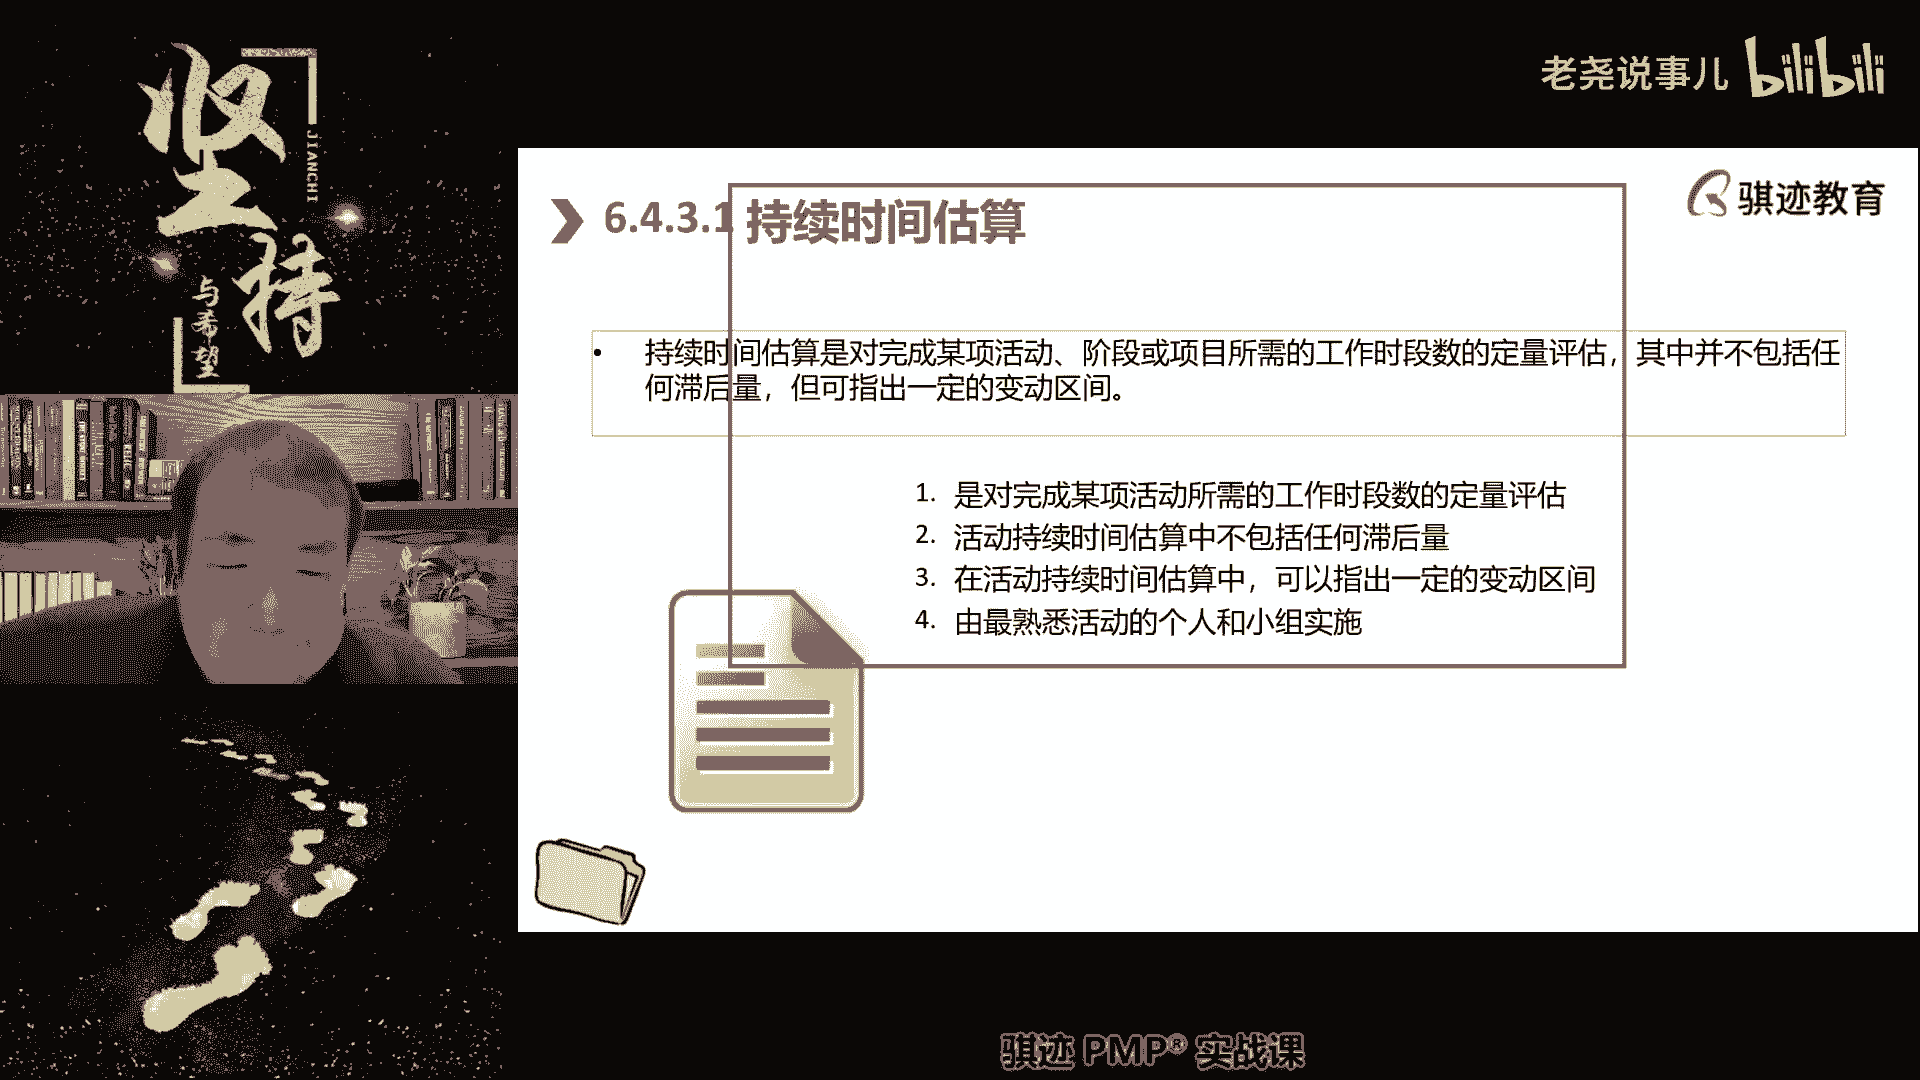 坚持
JIANCHI
与希望
老尧说事儿 bilibili
骐迹教育
6.4.3.1 持续时间估算
• 持续时间估算是对完成某项活动、阶段或项目所需的工作时段数的定量评估，其中并不包括任
何滞后量，但可指出一定的变动区间。
1. 是对完成某项活动所需的工作时段数的定量评估
2. 活动持续时间估算中不包括任何滞后量
3. 在活动持续时间估算中，可以指出一定的变动区间
4. 由最熟悉活动的个人和小组实施
骐迹 PMP® 实战课